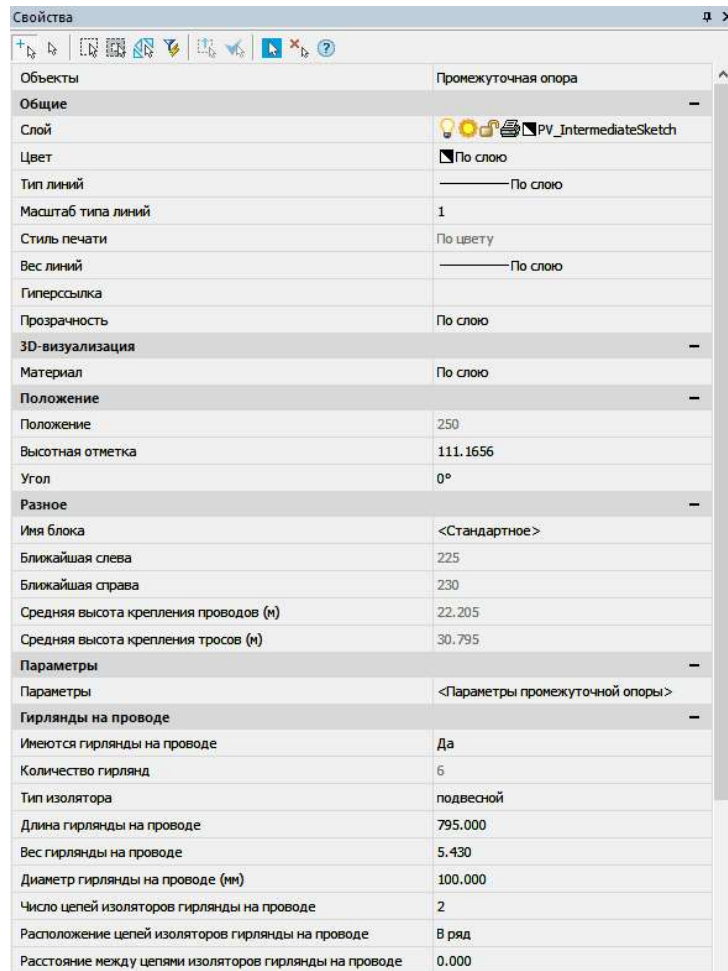 Свойства
Объекты Промежуточная опора
Общие
Слой PV_IntermediateSketch
Цвет По слою
Тип линий По слою
Масштаб типа линий 1
Стиль печати По цвету
Вес линий По слою
Гиперссылка
Прозрачность По слою
3D-визуализация
Материал По слою
Положение
Положение 250
Высотная отметка 111.1656
Угол 0°
Разное
Имя блока <Стандартное>
Ближайшая слева 225
Ближайшая справа 230
Средняя высота крепления проводов (м) 22.205
Средняя высота крепления тросов (м) 30.795
Параметры
Параметры <Параметры промежуточной опоры>
Гирлянды на проводе
Имеются гирлянды на проводе Да
Количество гирлянд 6
Тип изолятора подвесной
Длина гирлянды на проводе 795.000
Вес гирлянды на проводе 5.430
Диаметр гирлянды на проводе (мм) 100.000
Число цепей изоляторов гирлянды на проводе 2
Расположение цепей изоляторов гирлянды на проводе В ряд
Расстояние между цепями изоляторов гирлянды на проводе 0.000